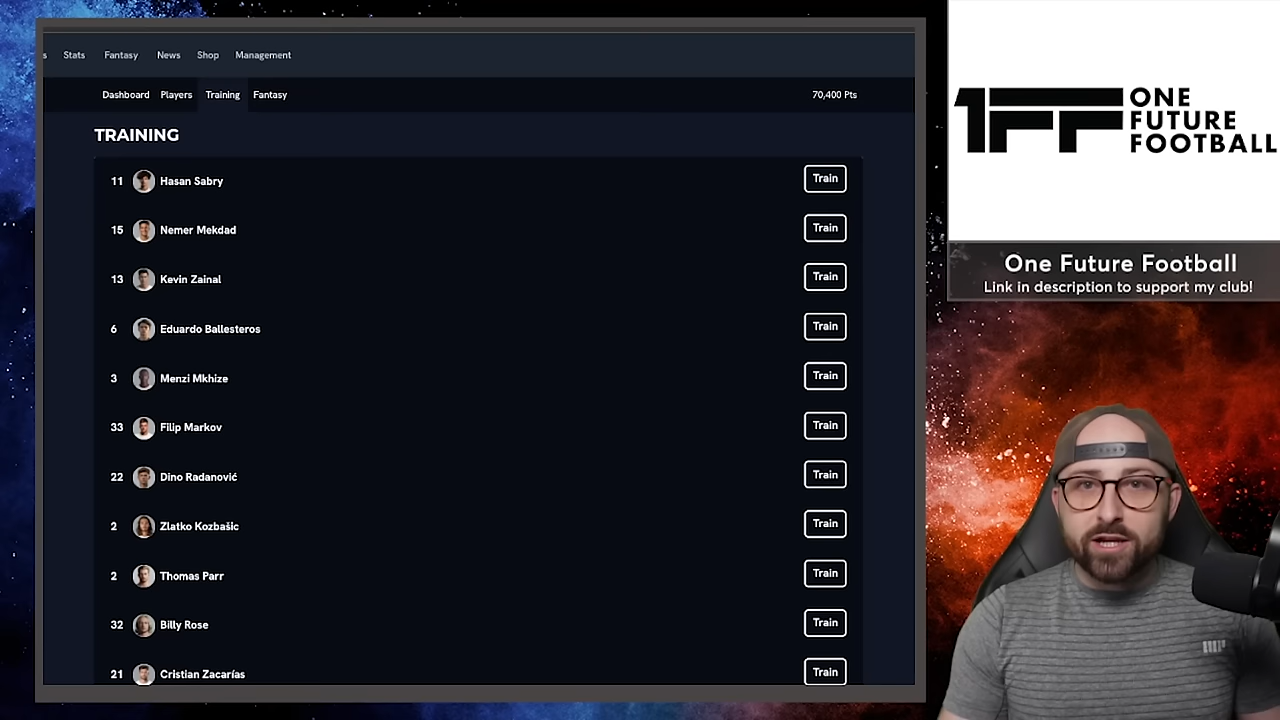 s Stats Fantasy News Shop Management
Dashboard Players Training Fantasy 70,400 Pts
TRAINING
11 Hasan Sabry Train
15 Nemer Mekdad Train
13 Kevin Zainal Train
6 Eduardo Ballesteros Train
3 Menzi Mkhize Train
33 Filip Markov Train
22 Dino Radanović Train
2 Zlatko Kozbašic Train
2 Thomas Parr Train
32 Billy Rose Train
21 Cristian Zacarías Train
1FF ONE
FUTURE
FOOTBALL
One Future Football
Link in description to support my club!